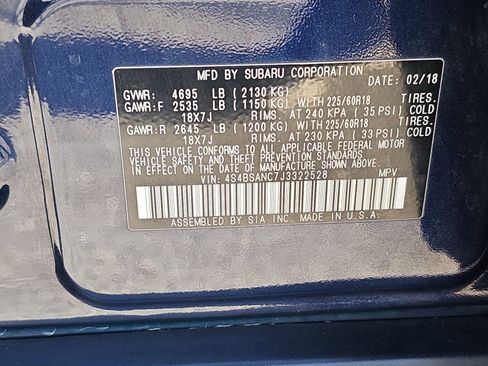 MFD BY SUBARU CORPORATION DATE: 02/18
GVWR: 4695 LB (2130 KG)
GAWR:F 2535 LB (1150 KG) WITH 225/60R18 TIRES.
18X7J RIMS. AT 240 KPA ( 35 PSI) COLD
GAWR:R 2645 LB (1200 KG) WITH 225/60R18 TIRES.
18X7J RIMS. AT 230 KPA ( 33 PSI) COLD
THIS VEHICLE CONFORMS TO ALL APPLICABLE FEDERAL MOTOR
VEHICLE SAFETY AND THEFT PREVENTION STANDARDS
IN EFFECT ON THE DATE OF MANUFACTURE SHOWN ABOVE.
VIN: 4S4BSANC7J3322528 MPV
ASSEMBLED BY SIA INC. MADE IN U.S.A.